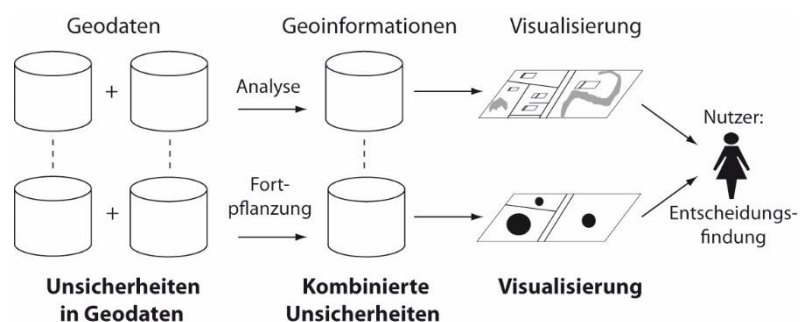 Geodaten
Geoinformationen
Visualisierung
+
Analyse
Nutzer:
Fort-
pflanzung
+
Entscheidungs-
findung
Unsicherheiten
in Geodaten
Kombinierte
Unsicherheiten
Visualisierung